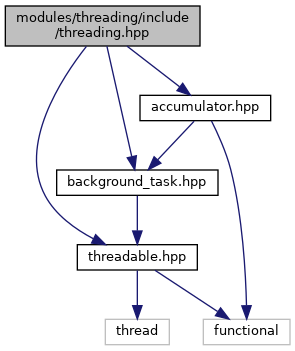 modules/threading/include
/threading.hpp
accumulator.hpp
background_task.hpp
threadable.hpp
thread
functional